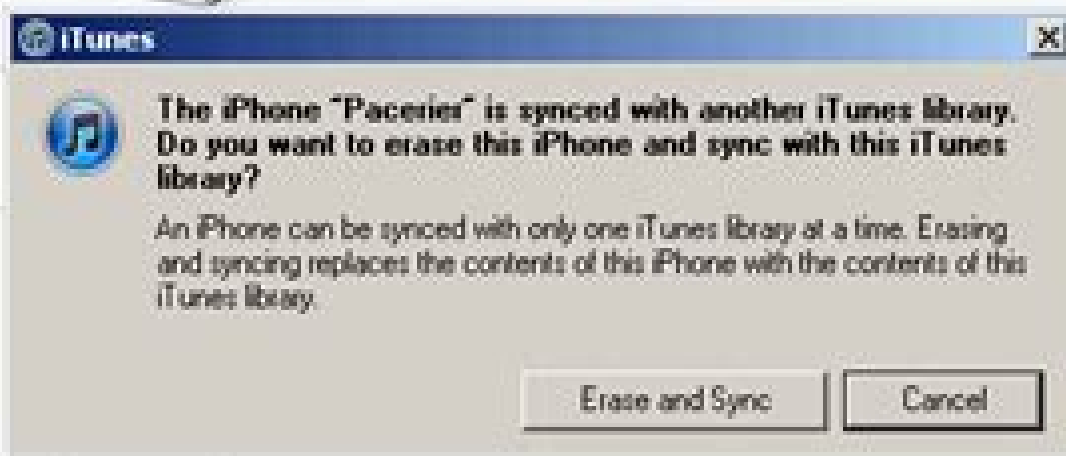 iTunes
The iPhone "Pacerier" is synced with another iTunes library.
Do you want to erase this iPhone and sync with this iTunes
library?
An iPhone can be synced with only one iTunes library at a time. Erasing
and syncing replaces the contents of this iPhone with the contents of this
iTunes library.
Erase and Sync
Cancel